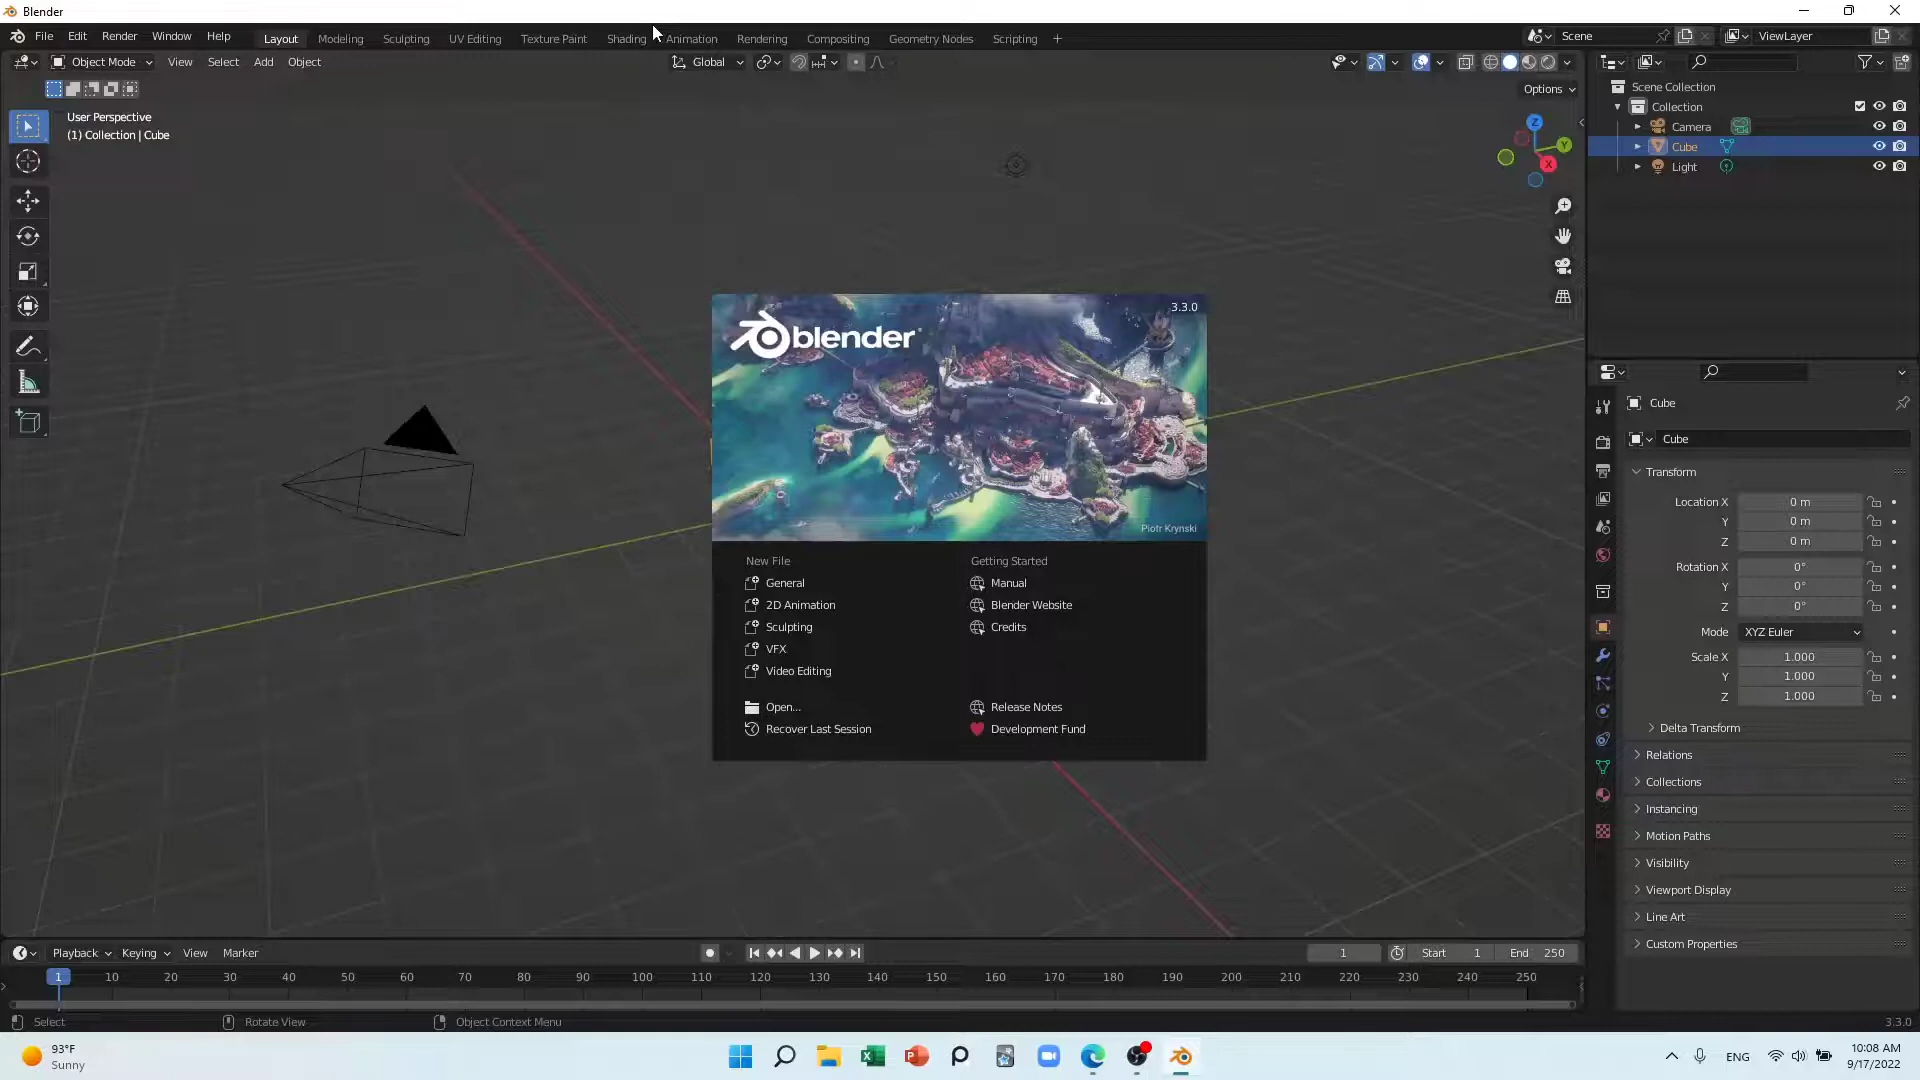 Blender
File Edit Render Window Help Layout Modeling Sculpting UV Editing Texture Paint Shading Animation Rendering Compositing Geometry Nodes Scripting + Scene ViewLayer
Object Mode View Select Add Object Global
Options
User Perspective
(1) Collection | Cube
Z
Y
X
Scene Collection
Collection
Camera
Cube
Light
3.3.0
blender
Piotr Krynski
New File
General
2D Animation
Sculpting
VFX
Video Editing
Open...
Recover Last Session
Getting Started
Manual
Blender Website
Credits
Release Notes
Development Fund
Cube
Cube
Transform
Location X 0 m
Y 0 m
Z 0 m
Rotation X 0°
Y 0°
Z 0°
Mode XYZ Euler
Scale X 1.000
Y 1.000
Z 1.000
Delta Transform
Relations
Collections
Instancing
Motion Paths
Visibility
Viewport Display
Line Art
Custom Properties
Playback Keying View Marker 1 Start 1 End 250
1 10 20 30 40 50 60 70 80 90 100 110 120 130 140 150 160 170 180 190 200 210 220 230 240 250
Select Rotate View Object Context Menu 3.3.0
93°F
Sunny
ENG
10:08 AM
9/17/2022